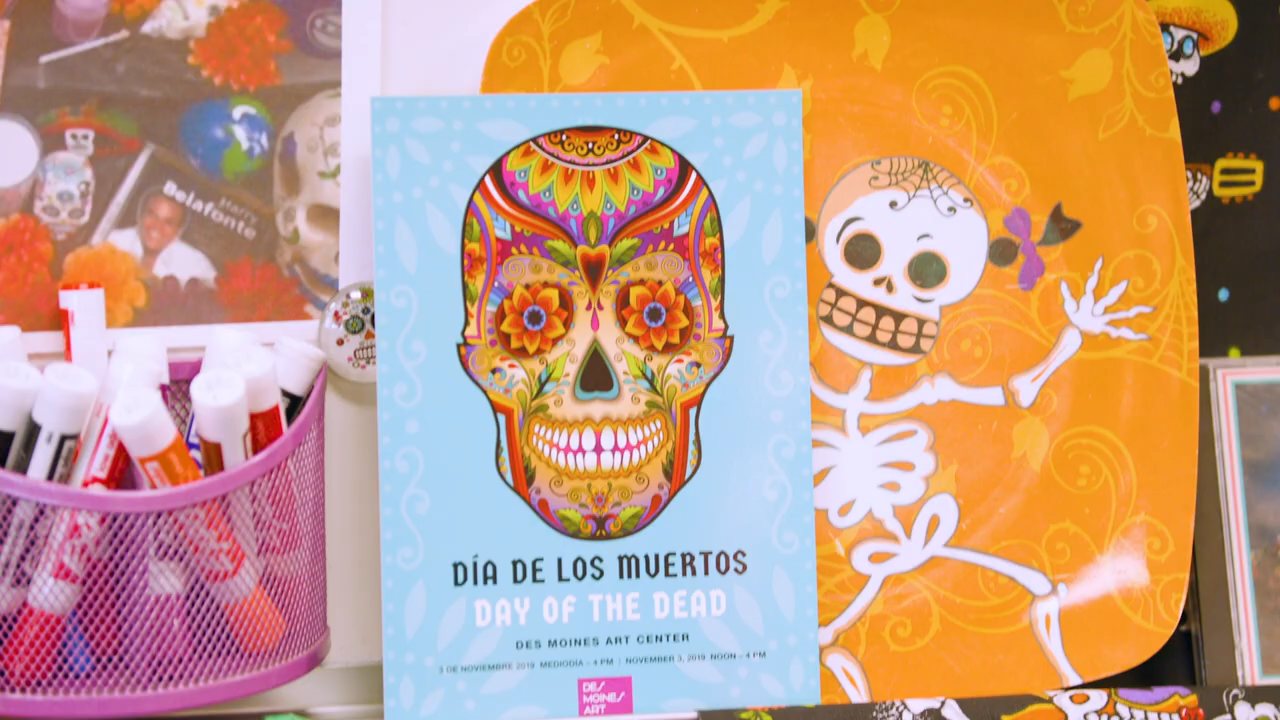 Harry
Belafonte
DÍA DE LOS MUERTOS
DAY OF THE DEAD
DES MOINES ART CENTER
3 DE NOVIEMBRE 2019 MEDIODÍA – 4 PM | NOVEMBER 3, 2019 NOON – 4 PM
DES
MOINES
ART